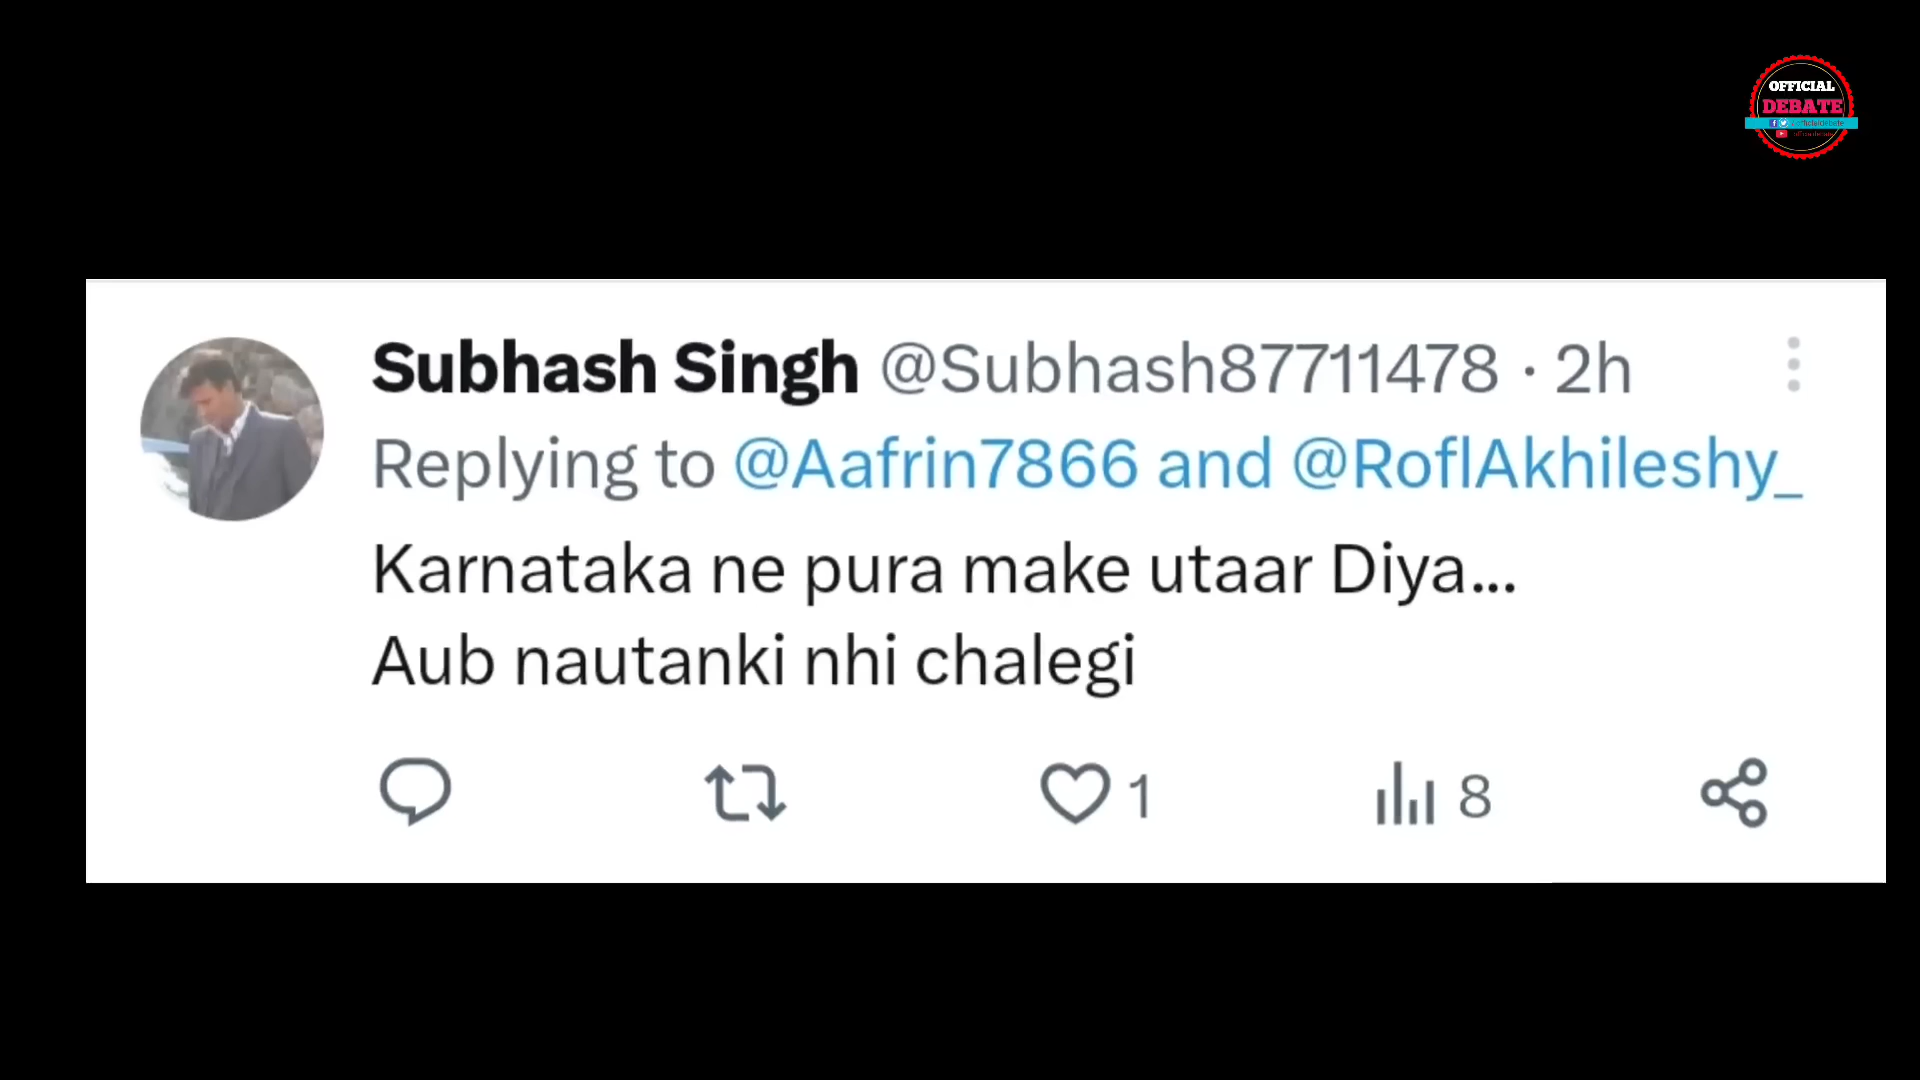 OFFICIAL
DEBATE
Subhash Singh @Subhash87711478 · 2h
Replying to @Aafrin7866 and @RoflAkhileshy_
Karnataka ne pura make utaar Diya...
Aub nautanki nhi chalegi
1
8